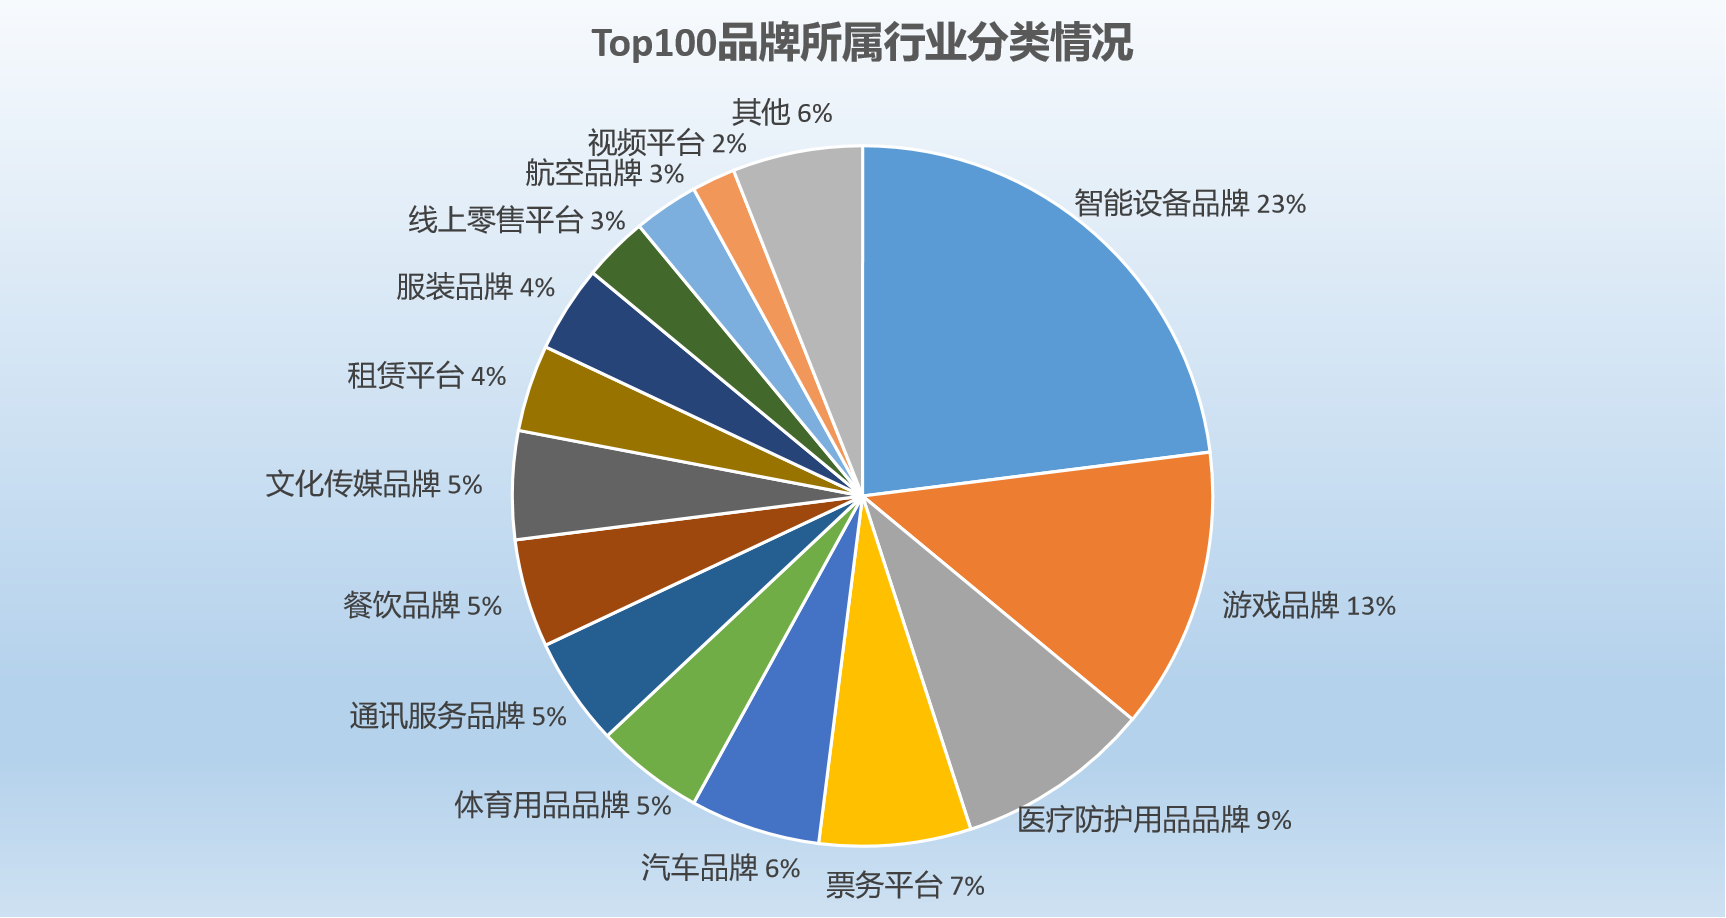 Top100品牌所属行业分类情况
其他 6%
视频平台 2%
航空品牌 3%
智能设备品牌 23%
线上零售平台 3%
服装品牌 4%
租赁平台 4%
文化传媒品牌 5%
餐饮品牌 5%
游戏品牌 13%
通讯服务品牌 5%
体育用品品牌 5%
医疗防护用品品牌 9%
汽车品牌 6%
票务平台 7%